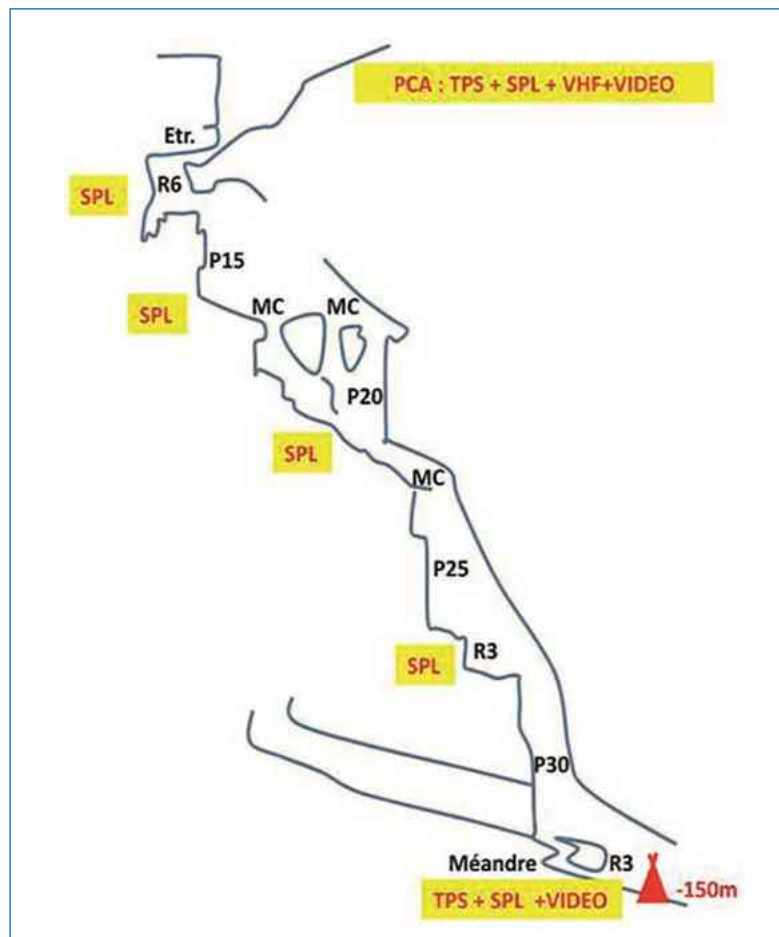 PCA : TPS + SPL + VHF+VIDEO
Etr.
R6
SPL
P15
SPL
MC
MC
P20
SPL
MC
P25
R3
SPL
P30
Méandre
R3
-150m
TPS + SPL +VIDEO